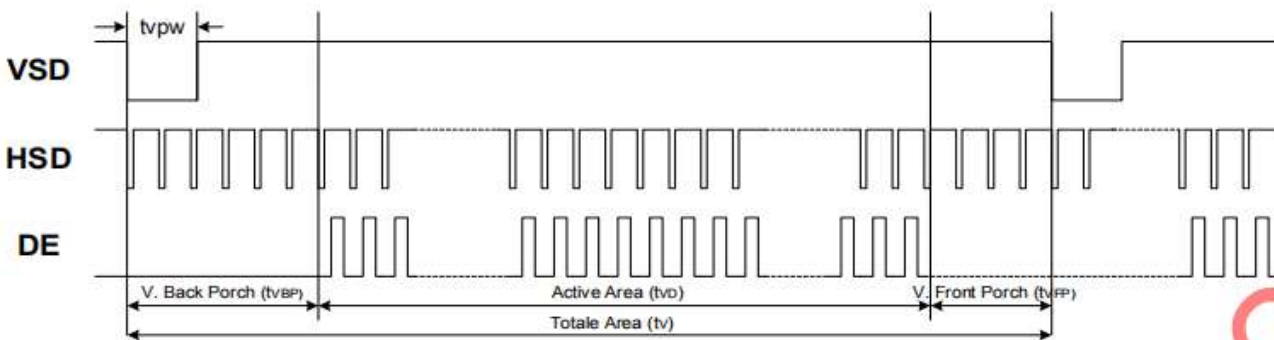 tvpw
VSD
HSD
DE
V. Back Porch (tVBP) Active Area (tVD) V. Front Porch (tVFP)
Totale Area (tV)